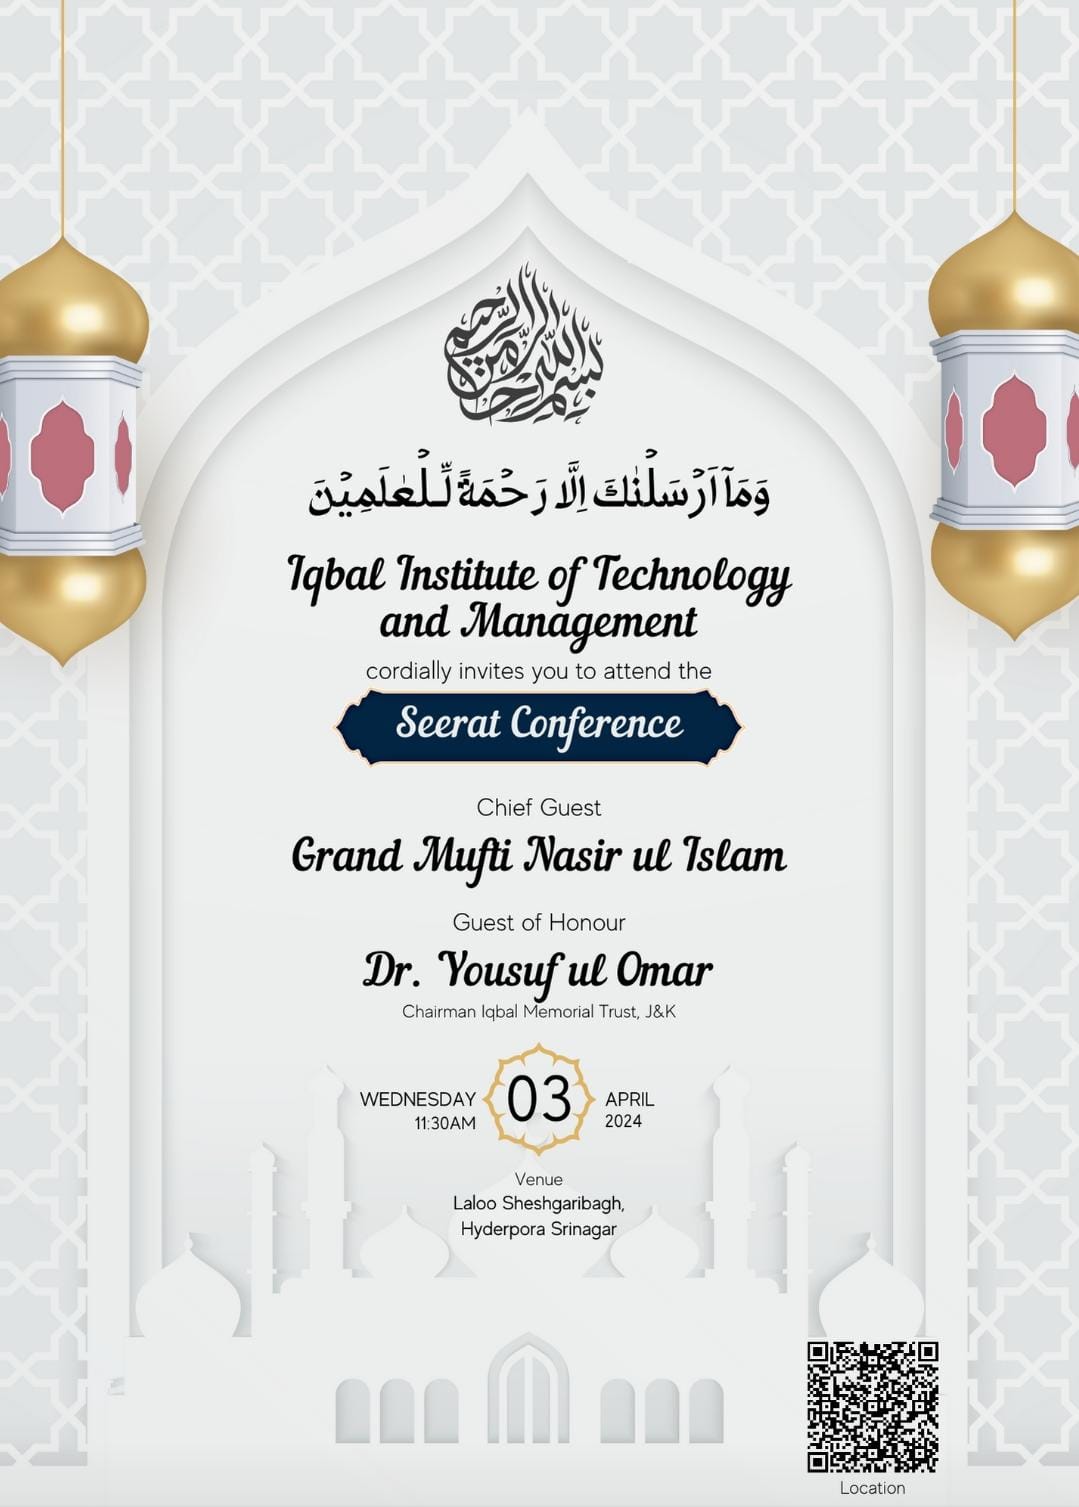 بسم الله الرحمن الرحيم
وَمَآ اَرۡسَلۡنٰكَ اِلَّا رَحۡمَةً لِّـلۡعٰلَمِيۡنَ
Iqbal Institute of Technology
and Management
cordially invites you to attend the
Seerat Conference
Chief Guest
Grand Mufti Nasir ul Islam
Guest of Honour
Dr. Yousuf ul Omar
Chairman Iqbal Memorial Trust, J&K
WEDNESDAY 03 APRIL
11:30AM 2024
Venue
Laloo Sheshgaribagh,
Hyderpora Srinagar
Location